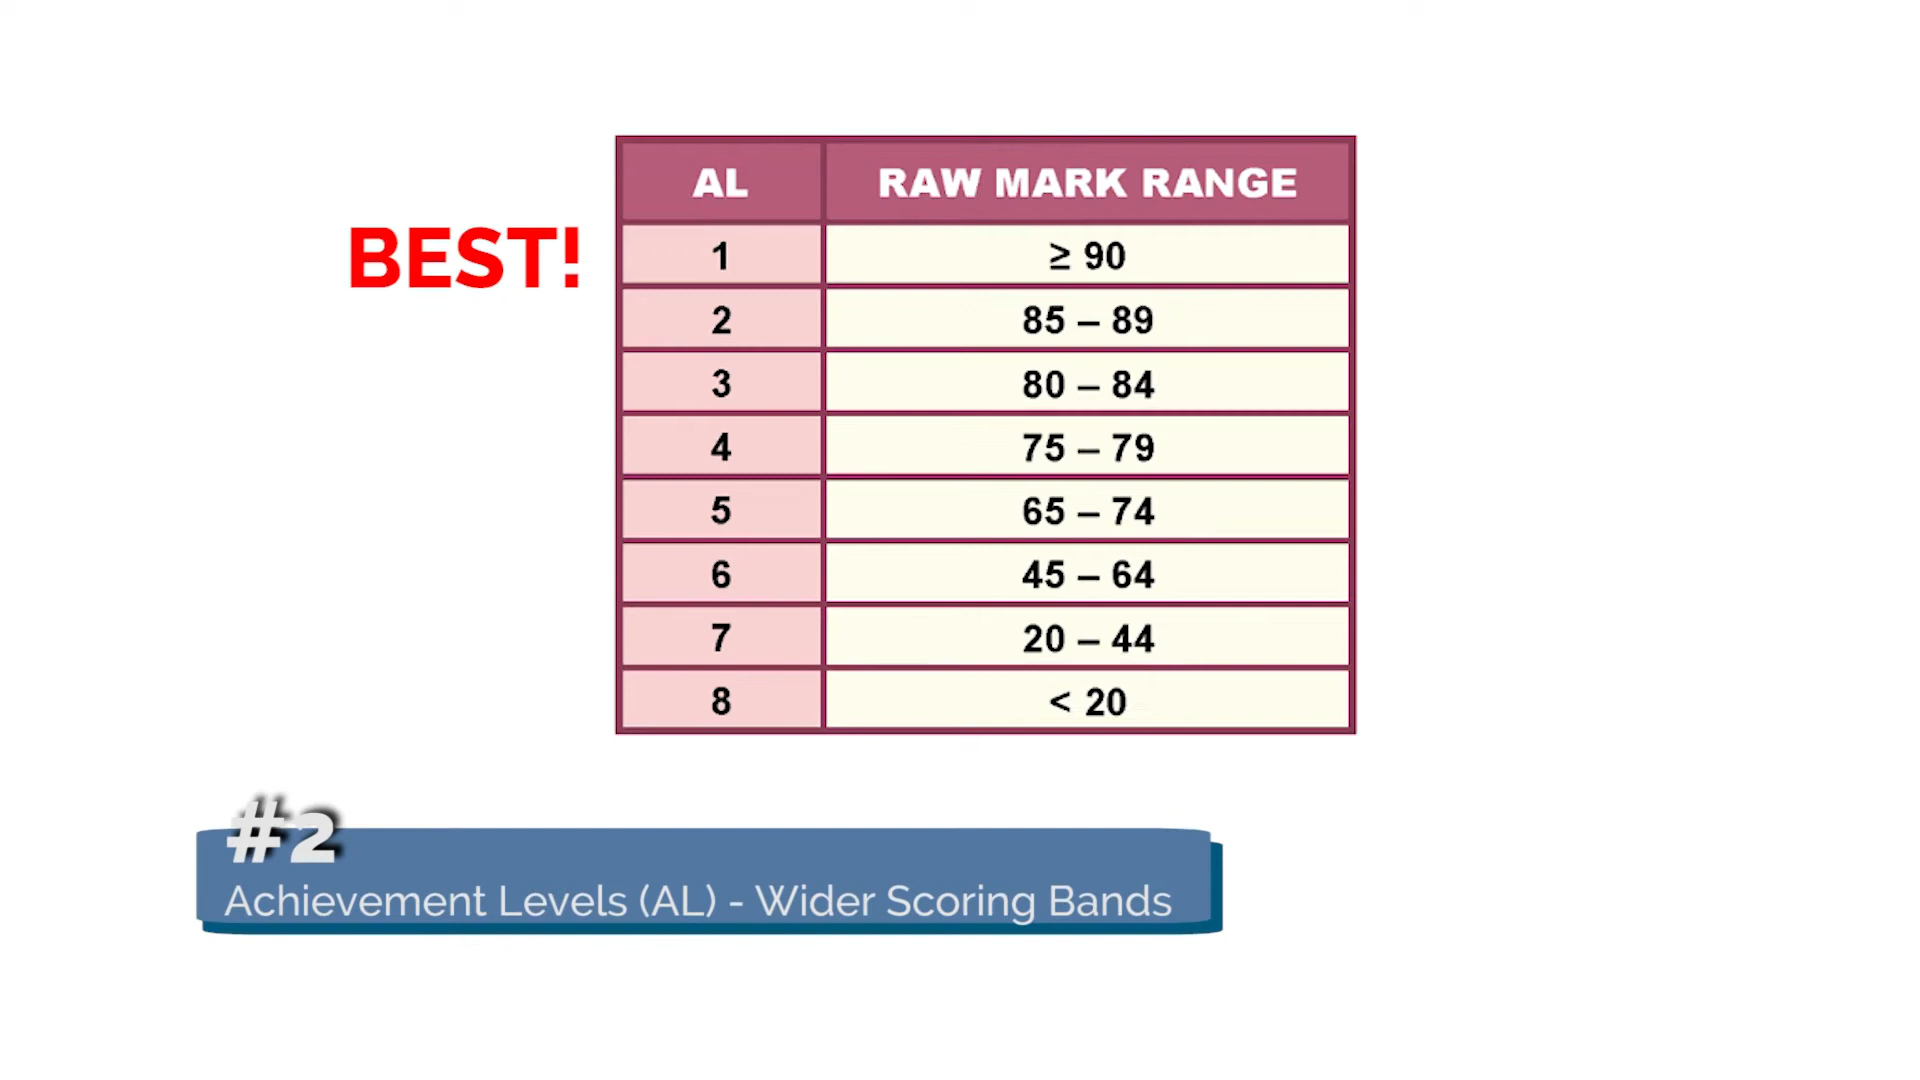 AL RAW MARK RANGE
BEST! 1 ≥ 90
2 85 – 89
3 80 – 84
4 75 – 79
5 65 – 74
6 45 – 64
7 20 – 44
8 < 20
#2
Achievement Levels (AL) - Wider Scoring Bands